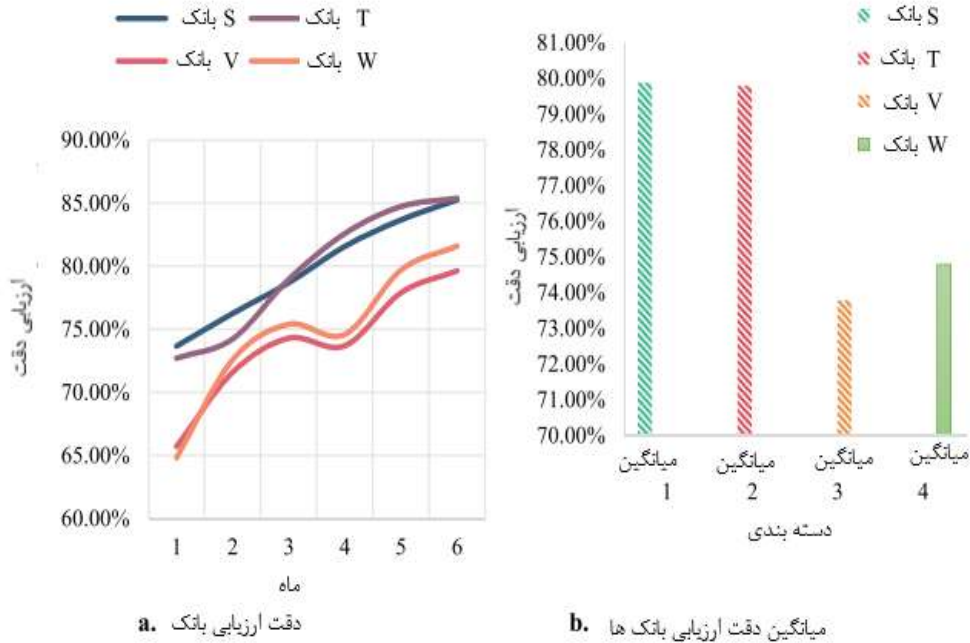 بانک S بانک T
بانک V بانک W
90.00%
85.00%
80.00%
75.00%
70.00%
65.00%
60.00%
ارزیابی دقت
1 2 3 4 5 6
ماه
a. دقت ارزیابی بانک
بانک S
بانک T
بانک V
بانک W
81.00%
80.00%
79.00%
78.00%
77.00%
76.00%
75.00%
74.00%
73.00%
72.00%
71.00%
70.00%
ارزیابی دقت
میانگین میانگین میانگین میانگین
1 2 3 4
دسته بندی
b. میانگین دقت ارزیابی بانک ها